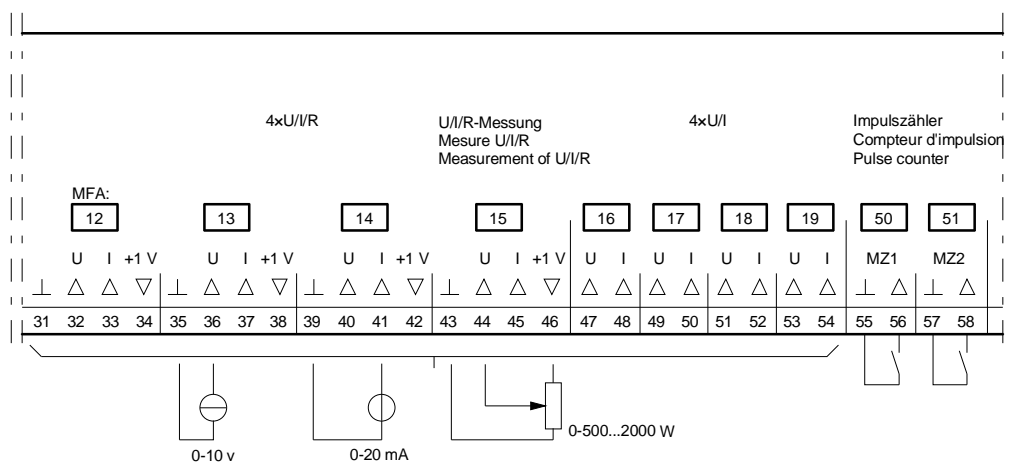 4×U/I/R
U/I/R-Messung
Mesure U/I/R
Measurement of U/I/R
4×U/I
Impulszähler
Compteur d'impulsion
Pulse counter
MFA:
12 13 14 15 16 17 18 19 50 51
U I +1 V U I +1 V U I +1 V U I +1 V U I U I U I U I MZ1 MZ2
31 32 33 34 35 36 37 38 39 40 41 42 43 44 45 46 47 48 49 50 51 52 53 54 55 56 57 58
0-500...2000 W
0-10 v 0-20 mA